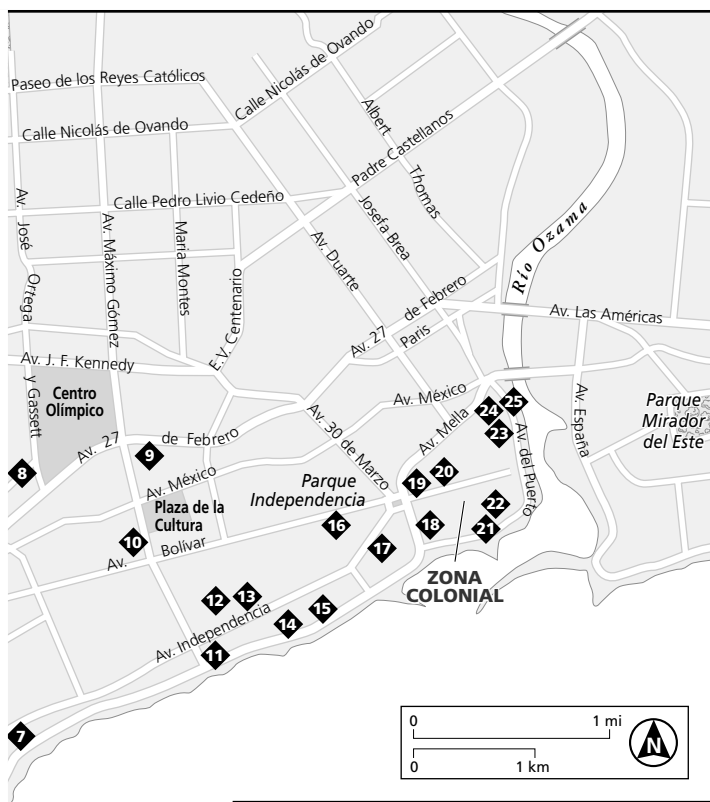 Paseo de los Reyes Católicos
Calle Nicolás de Ovando
Calle Nicolás de Ovando
Albert
Thomas
Padre Castellanos
Calle Pedro Livio Cedeño
Josefa Brea
Av. José
Ortega
y Gassett
Av. Máximo Gómez
Maria Montes
E.V. Centenario
Av. Duarte
Río Ozama
Av. 27
de Febrero
Paris
Av. Las Américas
Av. J. F. Kennedy
Centro
Olímpico
Av. México
Av. España
Parque
Mirador
del Este
Av. 27
de Febrero
Av. 30 de Marzo
Av. Mella
24
25
23
Av. del Puerto
8
9
Av. México
Parque
Independencia
19
20
Plaza de la
Cultura
16
18
22
21
10
Av. Bolívar
17
ZONA
COLONIAL
12
13
14
15
Av. Independencia
11
7
0
1 mi
0
1 km
N